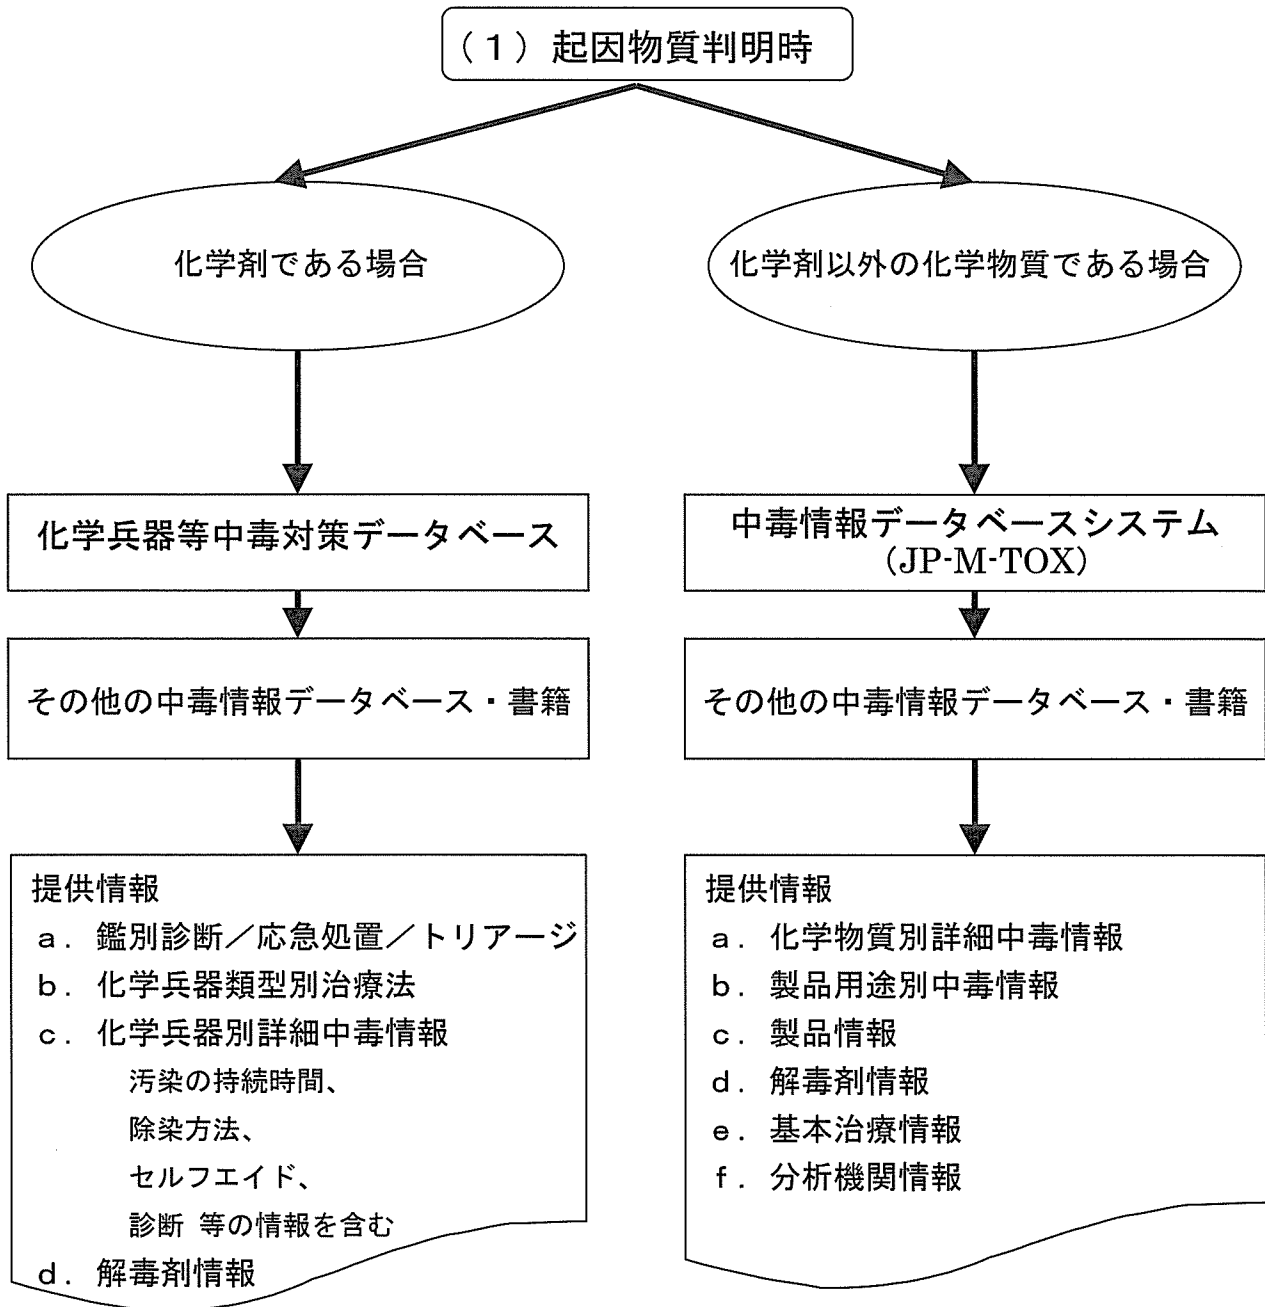 （１）起因物質判明時
化学剤である場合
化学兵器等中毒対策データベース
その他の中毒情報データベース・書籍
提供情報
ａ．鑑別診断／応急処置／トリアージ
ｂ．化学兵器類型別治療法
ｃ．化学兵器別詳細中毒情報
汚染の持続時間、
除染方法、
セルフエイド、
診断 等の情報を含む
ｄ．解毒剤情報
化学剤以外の化学物質である場合
中毒情報データベースシステム
（JP-M-TOX）
その他の中毒情報データベース・書籍
提供情報
ａ．化学物質別詳細中毒情報
ｂ．製品用途別中毒情報
ｃ．製品情報
ｄ．解毒剤情報
ｅ．基本治療情報
ｆ．分析機関情報